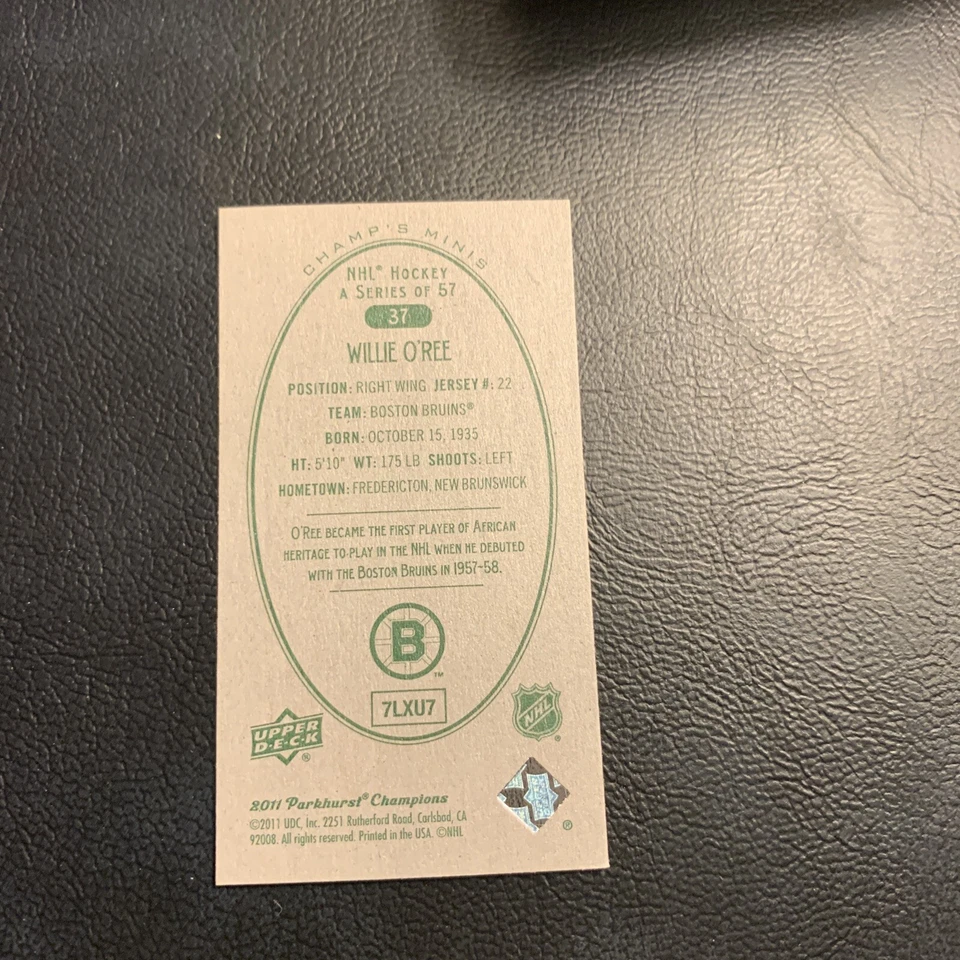 CHAMP'S MINIS
NHL® HOCKEY
A SERIES OF 57
37
WILLIE O'REE
POSITION: RIGHT WING JERSEY #: 22
TEAM: BOSTON BRUINS®
BORN: OCTOBER 15, 1935
HT: 5'10" WT: 175 LB SHOOTS: LEFT
HOMETOWN: FREDERICTON, NEW BRUNSWICK
O'REE BECAME THE FIRST PLAYER OF AFRICAN
HERITAGE TO PLAY IN THE NHL WHEN HE DEBUTED
WITH THE BOSTON BRUINS IN 1957-58.
B
™
7LXU7
UPPER
D·E·C·K
®
NHL
®
®
2011 Parkhurst® Champions
©2011 UDC, Inc. 2251 Rutherford Road, Carlsbad, CA
92008. All rights reserved. Printed in the USA. ©NHL